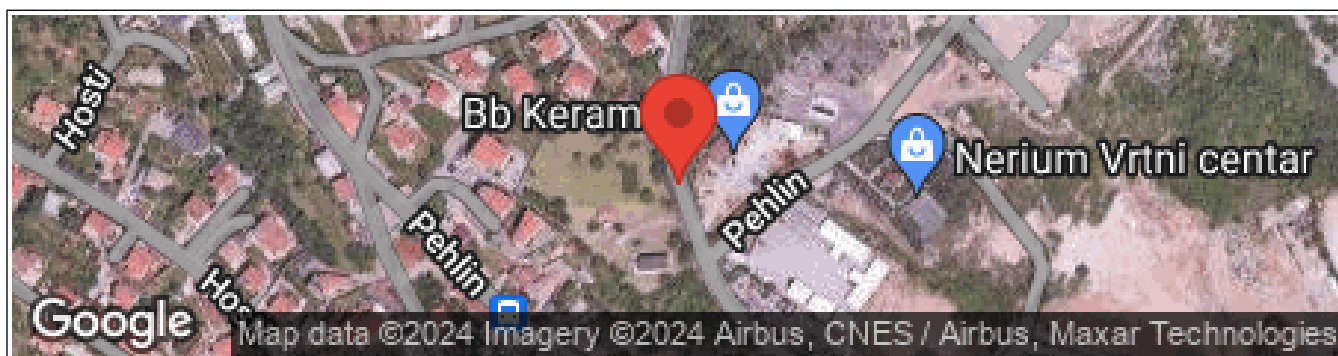 Hosti
Bb Keram
Nerium Vrtni centar
Pehlin
Pehlin
Google
Map data ©2024 Imagery ©2024 Airbus, CNES / Airbus, Maxar Technologies